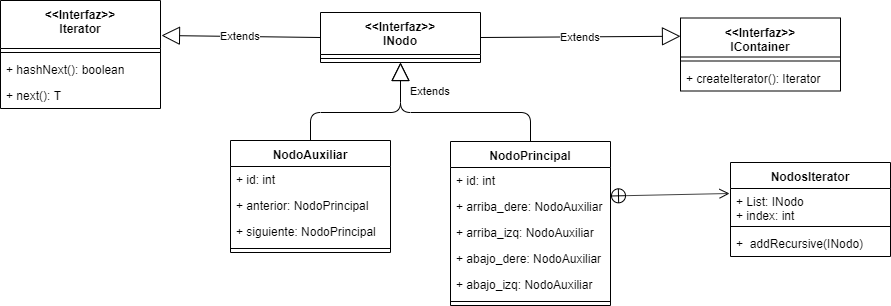 <<Interfaz>>
Iterator
+ hashNext(): boolean
+ next(): T
Extends
<<Interfaz>>
INodo
Extends
<<Interfaz>>
IContainer
+ createIterator(): Iterator
Extends
NodoAuxiliar
+ id: int
+ anterior: NodoPrincipal
+ siguiente: NodoPrincipal
NodoPrincipal
+ id: int
+ arriba_dere: NodoAuxiliar
+ arriba_izq: NodoAuxiliar
+ abajo_dere: NodoAuxiliar
+ abajo_izq: NodoAuxiliar
NodosIterator
+ List: INodo
+ index: int
+ addRecursive(INodo)